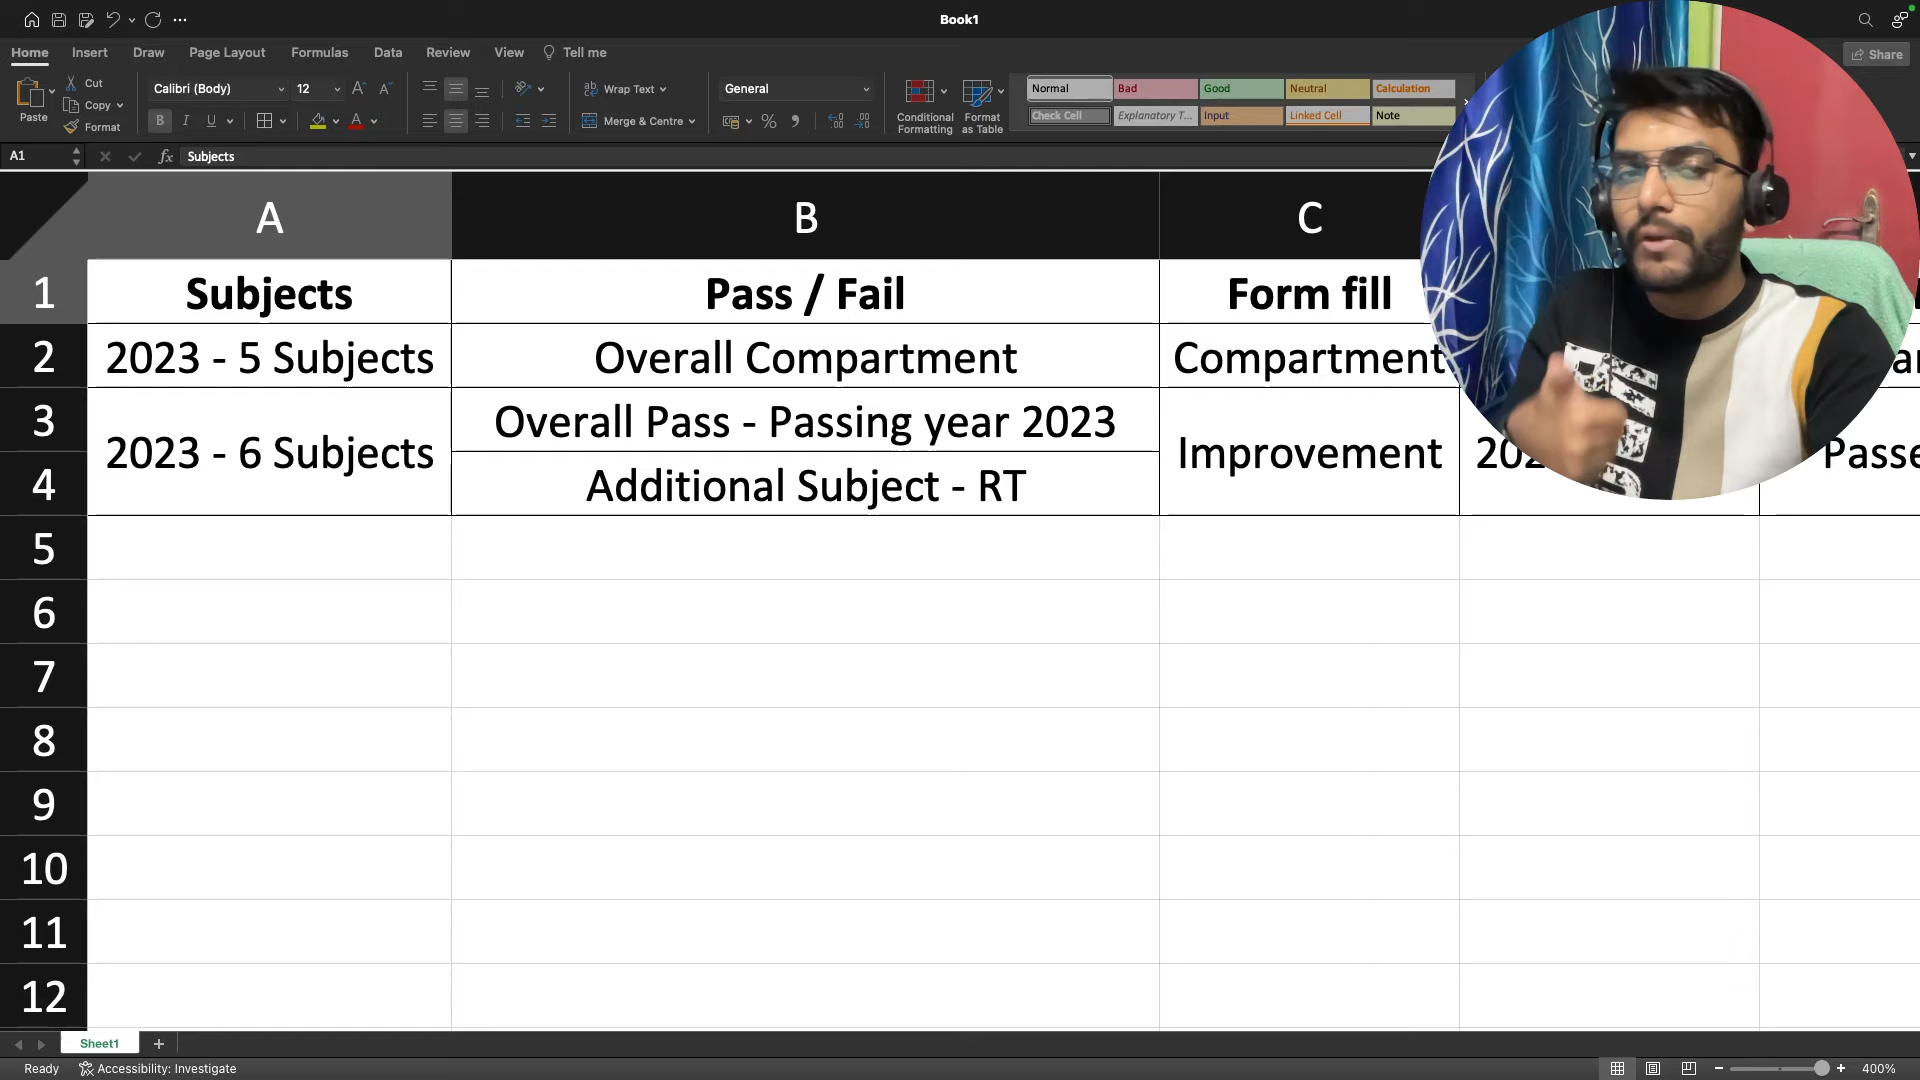 Book1
Home Insert Draw Page Layout Formulas Data Review View Tell me Share
Paste Cut Copy Format
Calibri (Body) 12
B I U
Wrap Text
Merge & Centre
General
Conditional Formatting
Format as Table
Normal Bad Good Neutral Calculation
Check Cell Explanatory T... Input Linked Cell Note
A1 fx Subjects
A B C
1 Subjects Pass / Fail Form fill
2 2023 - 5 Subjects Overall Compartment Compartment
3 Overall Pass - Passing year 2023
2023 - 6 Subjects Improvement
4 Additional Subject - RT
5
6
7
8
9
10
11
12
Sheet1 +
Ready Accessibility: Investigate 400%